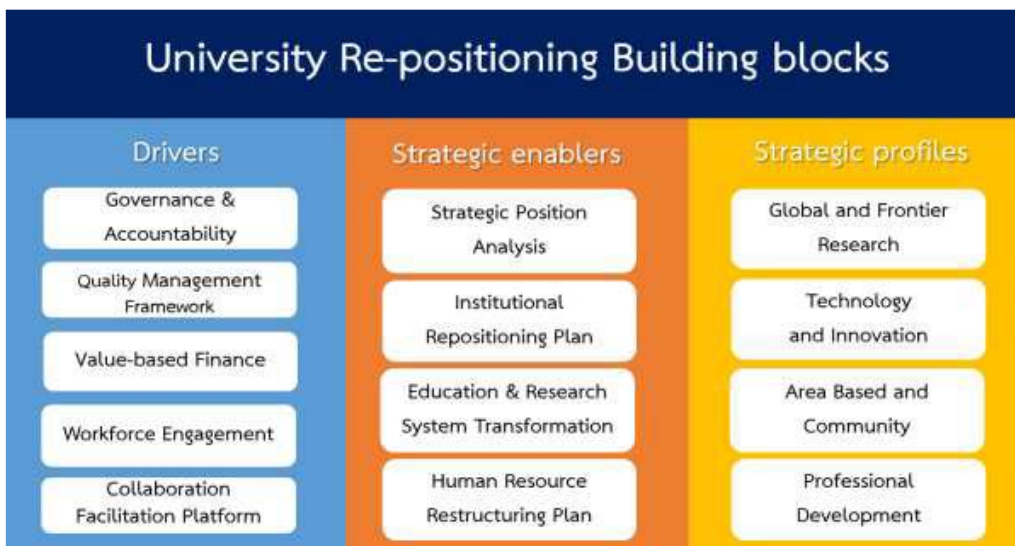 University Re-positioning Building blocks
Drivers
Governance &
Accountability
Quality Management
Framework
Value-based Finance
Workforce Engagement
Collaboration
Facilitation Platform
Strategic enablers
Strategic Position
Analysis
Institutional
Repositioning Plan
Education & Research
System Transformation
Human Resource
Restructuring Plan
Strategic profiles
Global and Frontier
Research
Technology
and Innovation
Area Based and
Community
Professional
Development